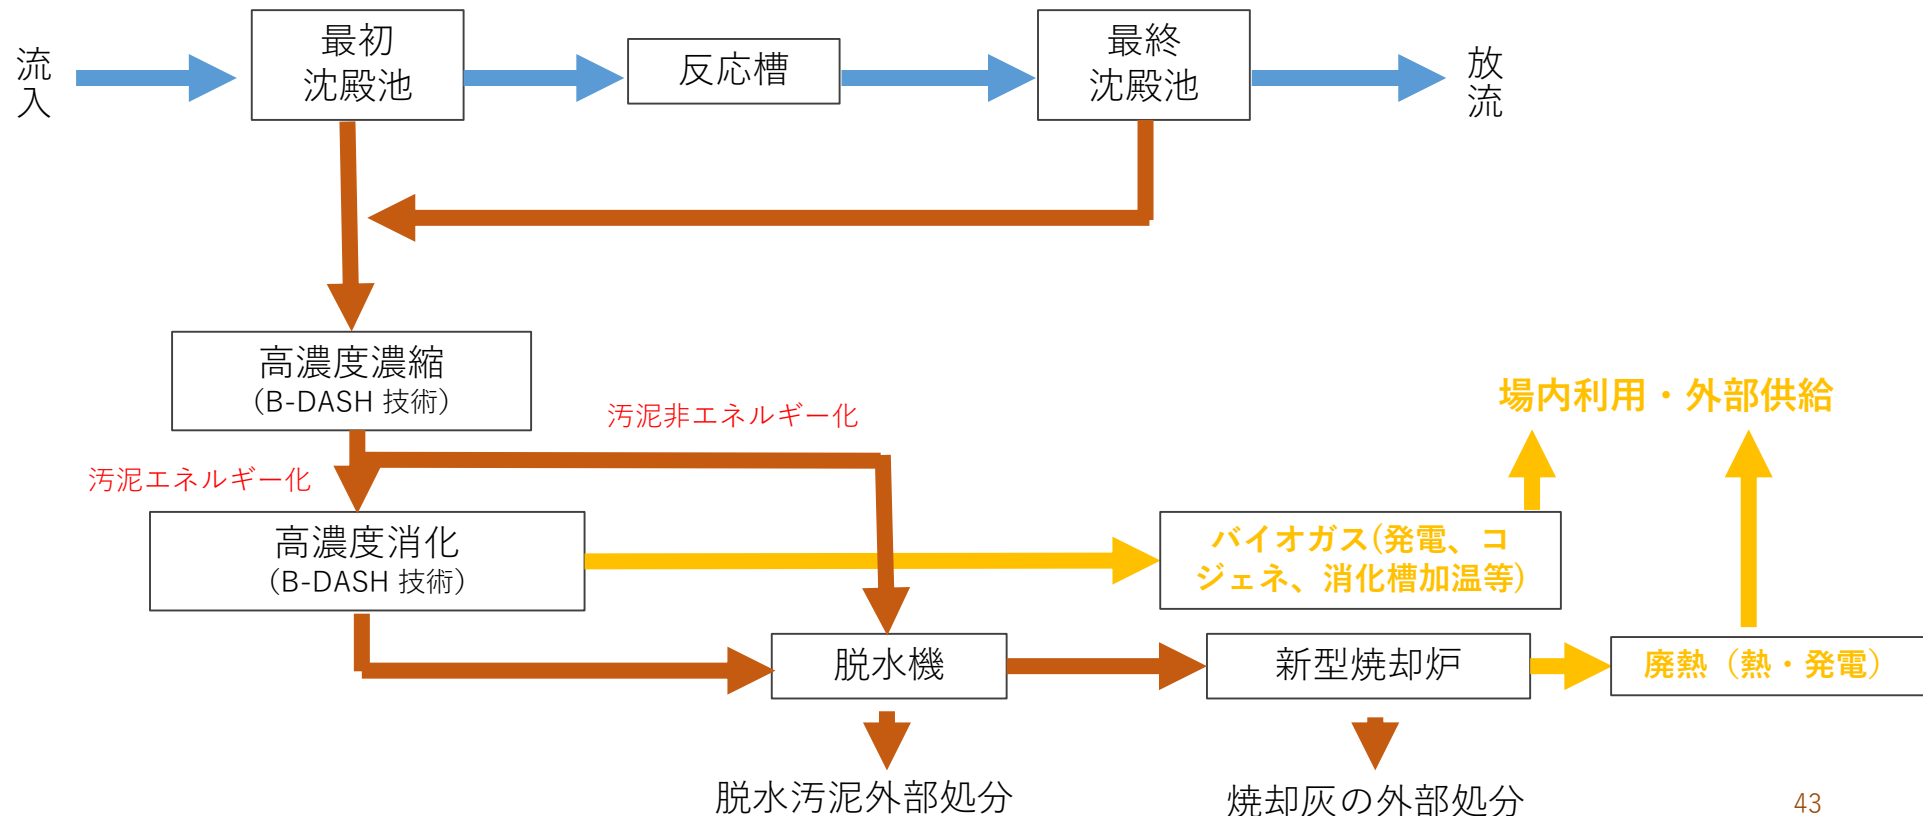 流入
最初
沈殿池
反応槽
最終
沈殿池
放流
高濃度濃縮
(B-DASH 技術)
汚泥非エネルギー化
場内利用・外部供給
汚泥エネルギー化
高濃度消化
(B-DASH 技術)
バイオガス(発電、コ
ジェネ、消化槽加温等)
脱水機
新型焼却炉
廃熱（熱・発電）
脱水汚泥外部処分
焼却灰の外部処分
43